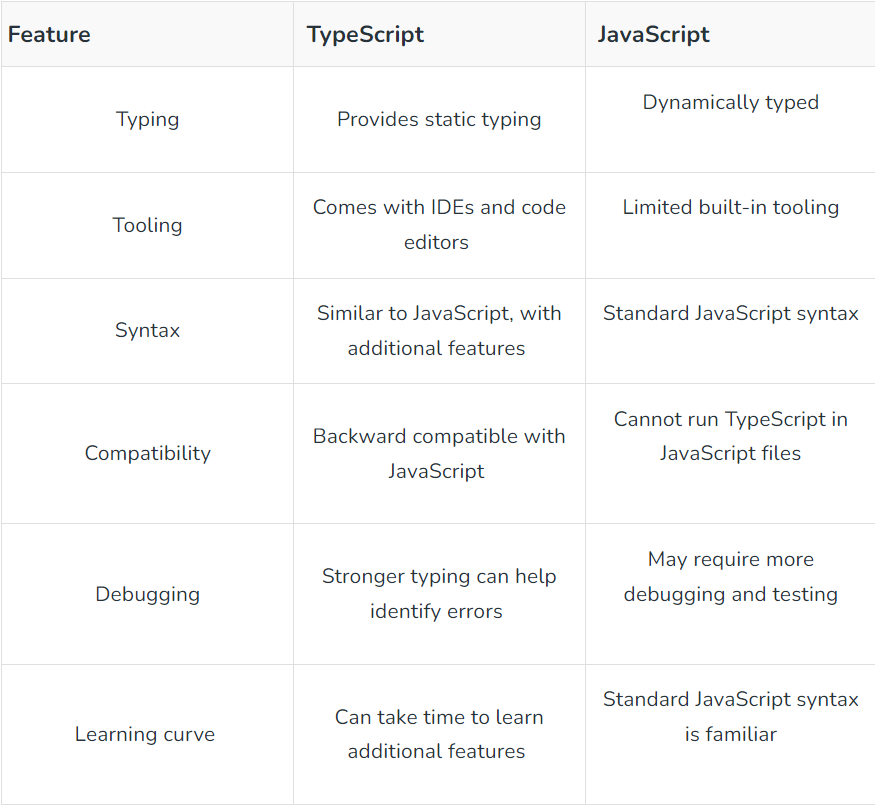 Feature TypeScript JavaScript
Typing Provides static typing Dynamically typed
Tooling
Comes with IDEs and code
editors
Limited built-in tooling
Syntax
Similar to JavaScript, with
additional features
Standard JavaScript syntax
Compatibility
Backward compatible with
JavaScript
Cannot run TypeScript in
JavaScript files
Debugging
Stronger typing can help
identify errors
May require more
debugging and testing
Learning curve
Can take time to learn
additional features
Standard JavaScript syntax
is familiar